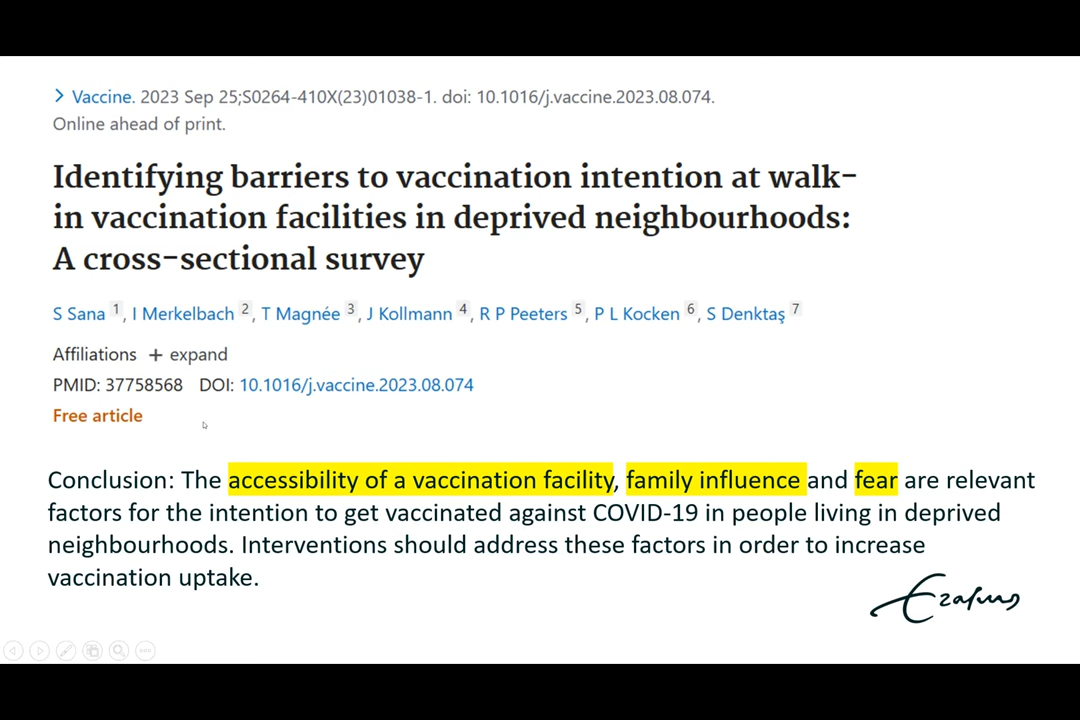 Vaccine. 2023 Sep 25;S0264-410X(23)01038-1. doi: 10.1016/j.vaccine.2023.08.074.
Online ahead of print.
Identifying barriers to vaccination intention at walk-
in vaccination facilities in deprived neighbourhoods:
A cross-sectional survey
S Sana 1, I Merkelbach 2, T Magnée 3, J Kollmann 4, R P Peeters 5, P L Kocken 6, S Denktaş 7
Affiliations + expand
PMID: 37758568 DOI: 10.1016/j.vaccine.2023.08.074
Free article
Conclusion: The accessibility of a vaccination facility, family influence and fear are relevant
factors for the intention to get vaccinated against COVID-19 in people living in deprived
neighbourhoods. Interventions should address these factors in order to increase
vaccination uptake.
Erasmus